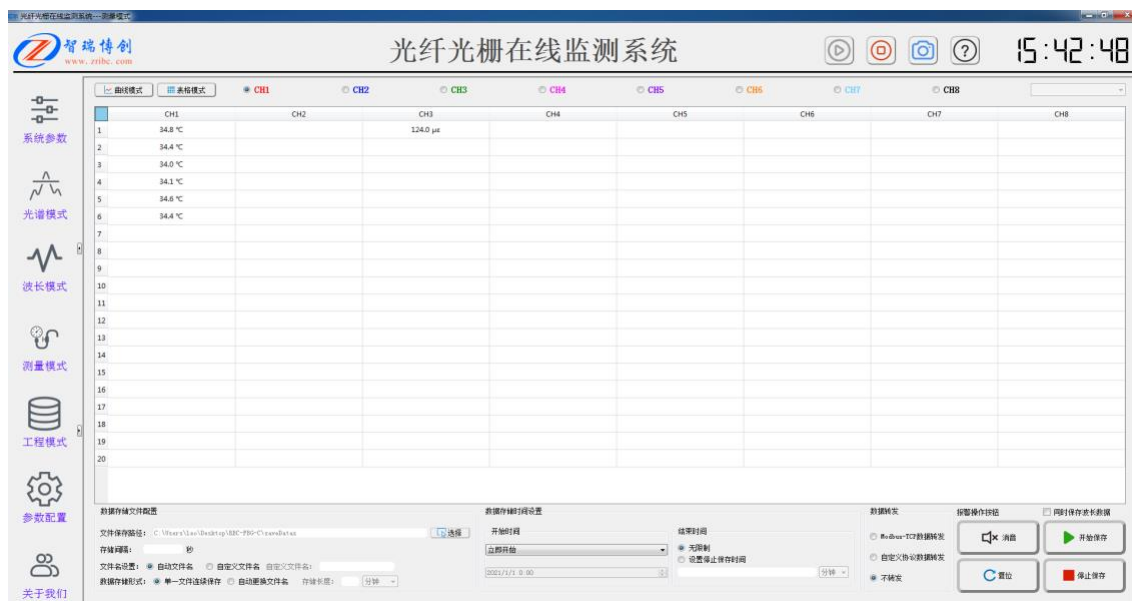 光纤光栅在线监测系统---测量模式
智瑞博创
www.zribc.com
光纤光栅在线监测系统
15:42:48
曲线模式 表格模式 CH1 CH2 CH3 CH4 CH5 CH6 CH7 CH8
CH1 CH2 CH3 CH4 CH5 CH6 CH7 CH8
1 34.8 ℃ 124.0 με
2 34.4 ℃
3 34.0 ℃
4 34.1 ℃
5 34.6 ℃
6 34.4 ℃
7
8
9
10
11
12
13
14
15
16
17
18
19
20
系统参数
光谱模式
波长模式
测量模式
工程模式
参数配置
关于我们
数据存储文件配置
文件保存路径: 选择
存储间隔: 秒
文件名设置: 自动文件名 自定义文件名 自定义文件名:
数据存储形式: 单一文件连续保存 自动更换文件名 存储长度: 分钟
数据存储时间设置
开始时间 结束时间
立即开始 无限制
设置停止保存时间
2021/1/1 0:00 分钟
数据转发
Modbus-TCP数据转发
自定义协议数据转发
不转发
报警操作按钮 同时保存波长数据
消音 开始保存
复位 停止保存